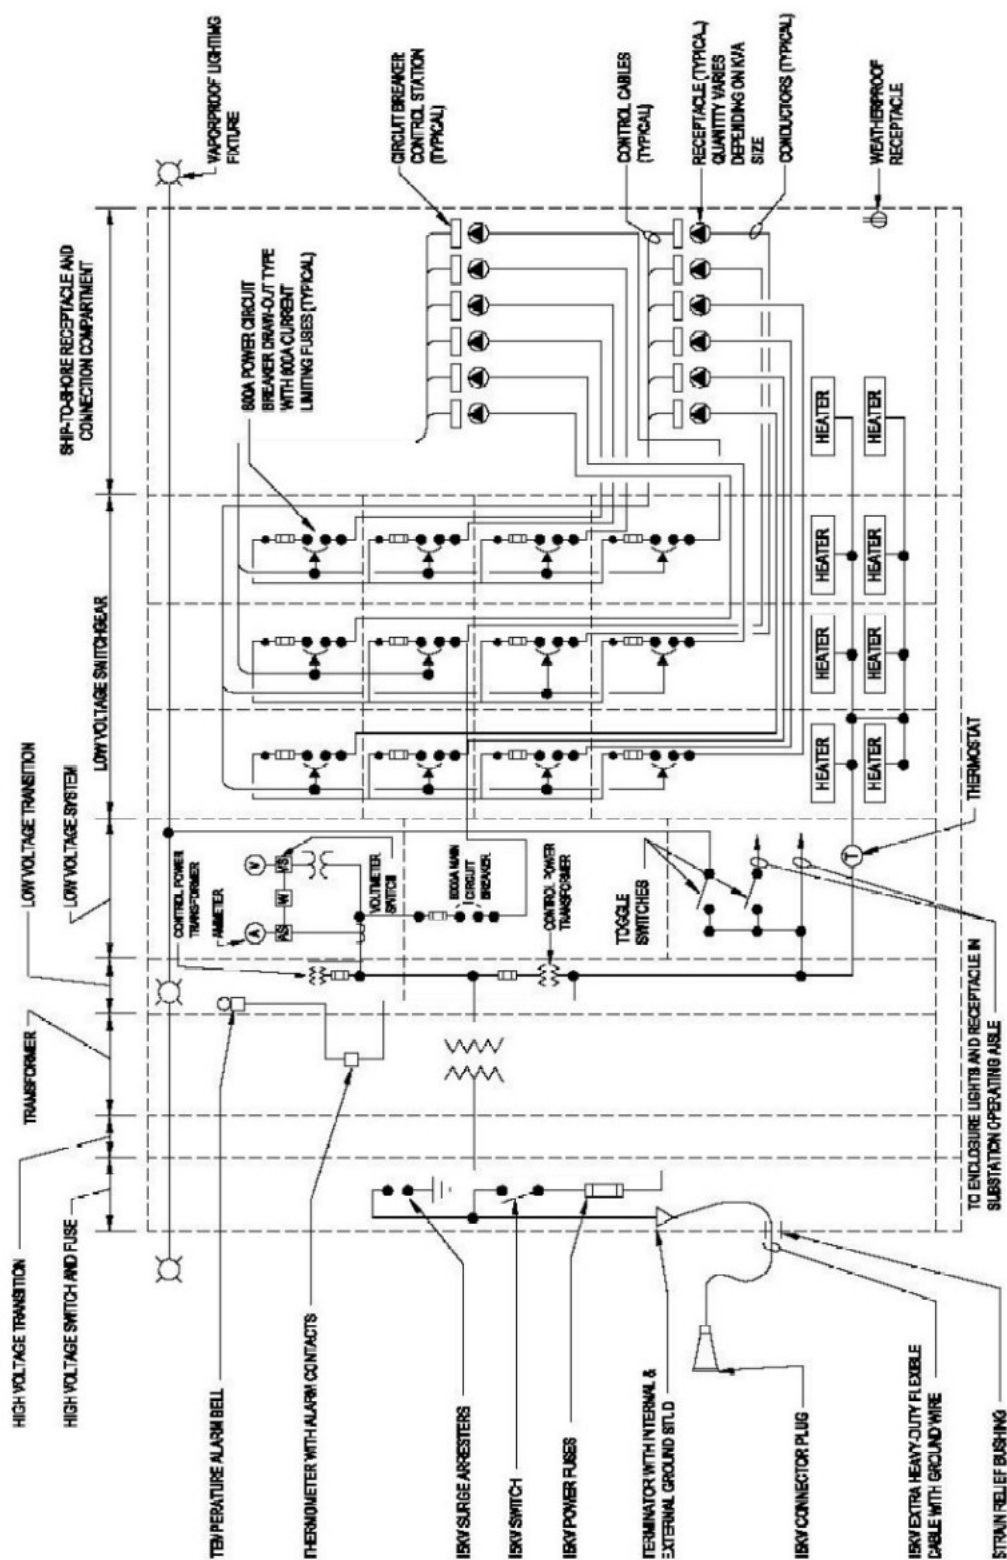 HIGH VOLTAGE TRANSITION
HIGH VOLTAGE SWITCH AND FUSE
TRANSFORMER
LOW VOLTAGE TRANSITION
LOW VOLTAGE SYSTEM
LOW VOLTAGE SWITCHGEAR
SHIP-TO-SHORE RECEPTACLE AND
CONNECTION COMPARTMENT
VAPORPROOF LIGHTING
FIXTURE
CIRCUIT BREAKER
CONTROL STATION
(TYPICAL)
CONTROL CABLES
(TYPICAL)
RECEPTACLE (TYPICAL)
QUANTITY VARIES
DEPENDING ON KVA
SIZE
CONDUCTORS (TYPICAL)
WEATHERPROOF
RECEPTACLE
POWER CIRCUIT
BREAKER DRAW-OUT TYPE
WITH CURRENT
LIMITING FUSES (TYPICAL)
CONTROL POWER
TRANSFORMER
AMMETER
A
AS
W
V
VS
VOLTMETER
SWITCH
MAIN
CIRCUIT
BREAKER
CONTROL POWER
TRANSFORMER
TOGGLE
SWITCHES
HEATER
HEATER
HEATER
HEATER
HEATER
HEATER
HEATER
HEATER
T
THERMOSTAT
TO ENCLOSURE LIGHTS AND RECEPTACLE IN
SUBSTATION OPERATING AISLE
TEMPERATURE ALARM BELL
THERMOMETER WITH ALARM CONTACTS
15KV SURGE ARRESTERS
15KV SWITCH
15KV POWER FUSES
TERMINATOR WITH INTERNAL &
EXTERNAL GROUND STUD
15KV CONNECTOR PLUG
15KV EXTRA HEAVY-DUTY FLEXIBLE
CABLE WITH GROUND WIRE
STRAIN RELIEF BUSHING